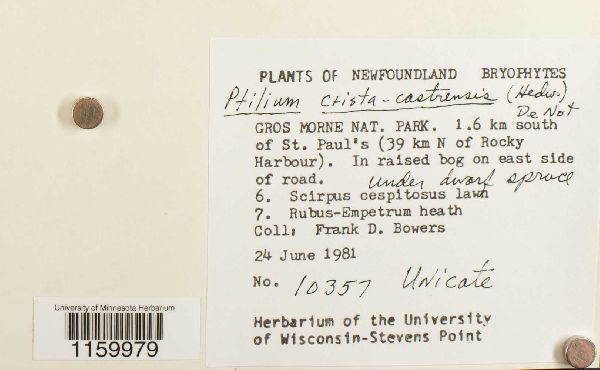 PLANTS OF NEWFOUNDLAND BRYOPHYTES
Ptilium crista-castrensis (Hedw.)
De Not
GROS MORNE NAT. PARK. 1.6 km south
of St. Paul's (39 km N of Rocky
Harbour). In raised bog on east side
of road. under dwarf spruce
6. Scirpus cespitosus lawn
7. Rubus-Empetrum heath
Coll: Frank D. Bowers
24 June 1981
No. 10357 Unicate
Herbarium of the University
of Wisconsin-Stevens Point
University of Minnesota Herbarium
1159979